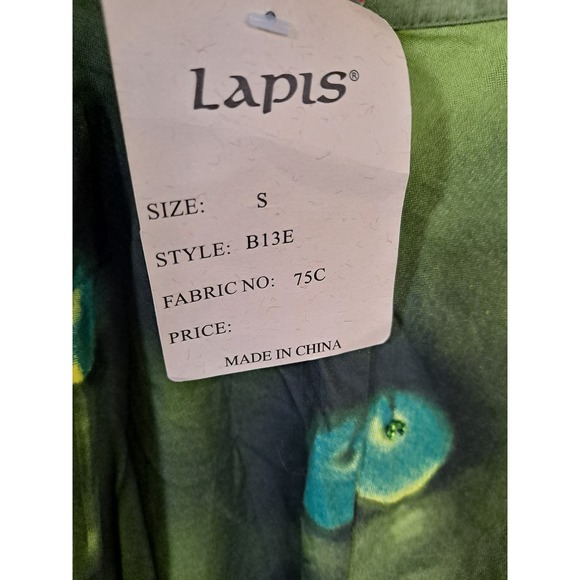 Lapis®
SIZE: S
STYLE: B13E
FABRIC NO: 75C
PRICE:
MADE IN CHINA